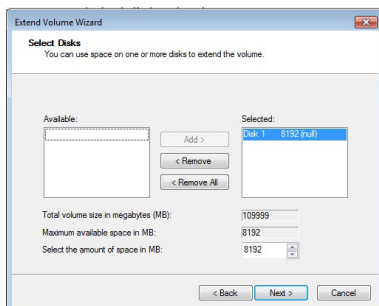 Extend Volume Wizard
Select Disks
You can use space on one or more disks to extend the volume.
Available:
Selected:
Disk 1 8192 (null)
Add >
< Remove
< Remove All
Total volume size in megabytes (MB): 109999
Maximum available space in MB: 8192
Select the amount of space in MB: 8192
< Back Next > Cancel